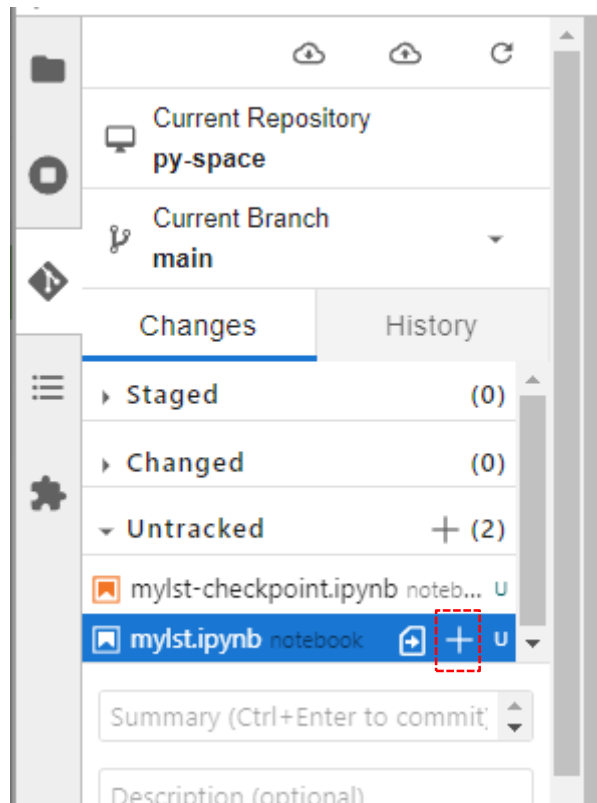 Current Repository
py-space
Current Branch
main
Changes History
Staged (0)
Changed (0)
Untracked (2)
mylst-checkpoint.ipynb noteb... U
mylst.ipynb notebook U
Summary (Ctrl+Enter to commit)
Description (optional)